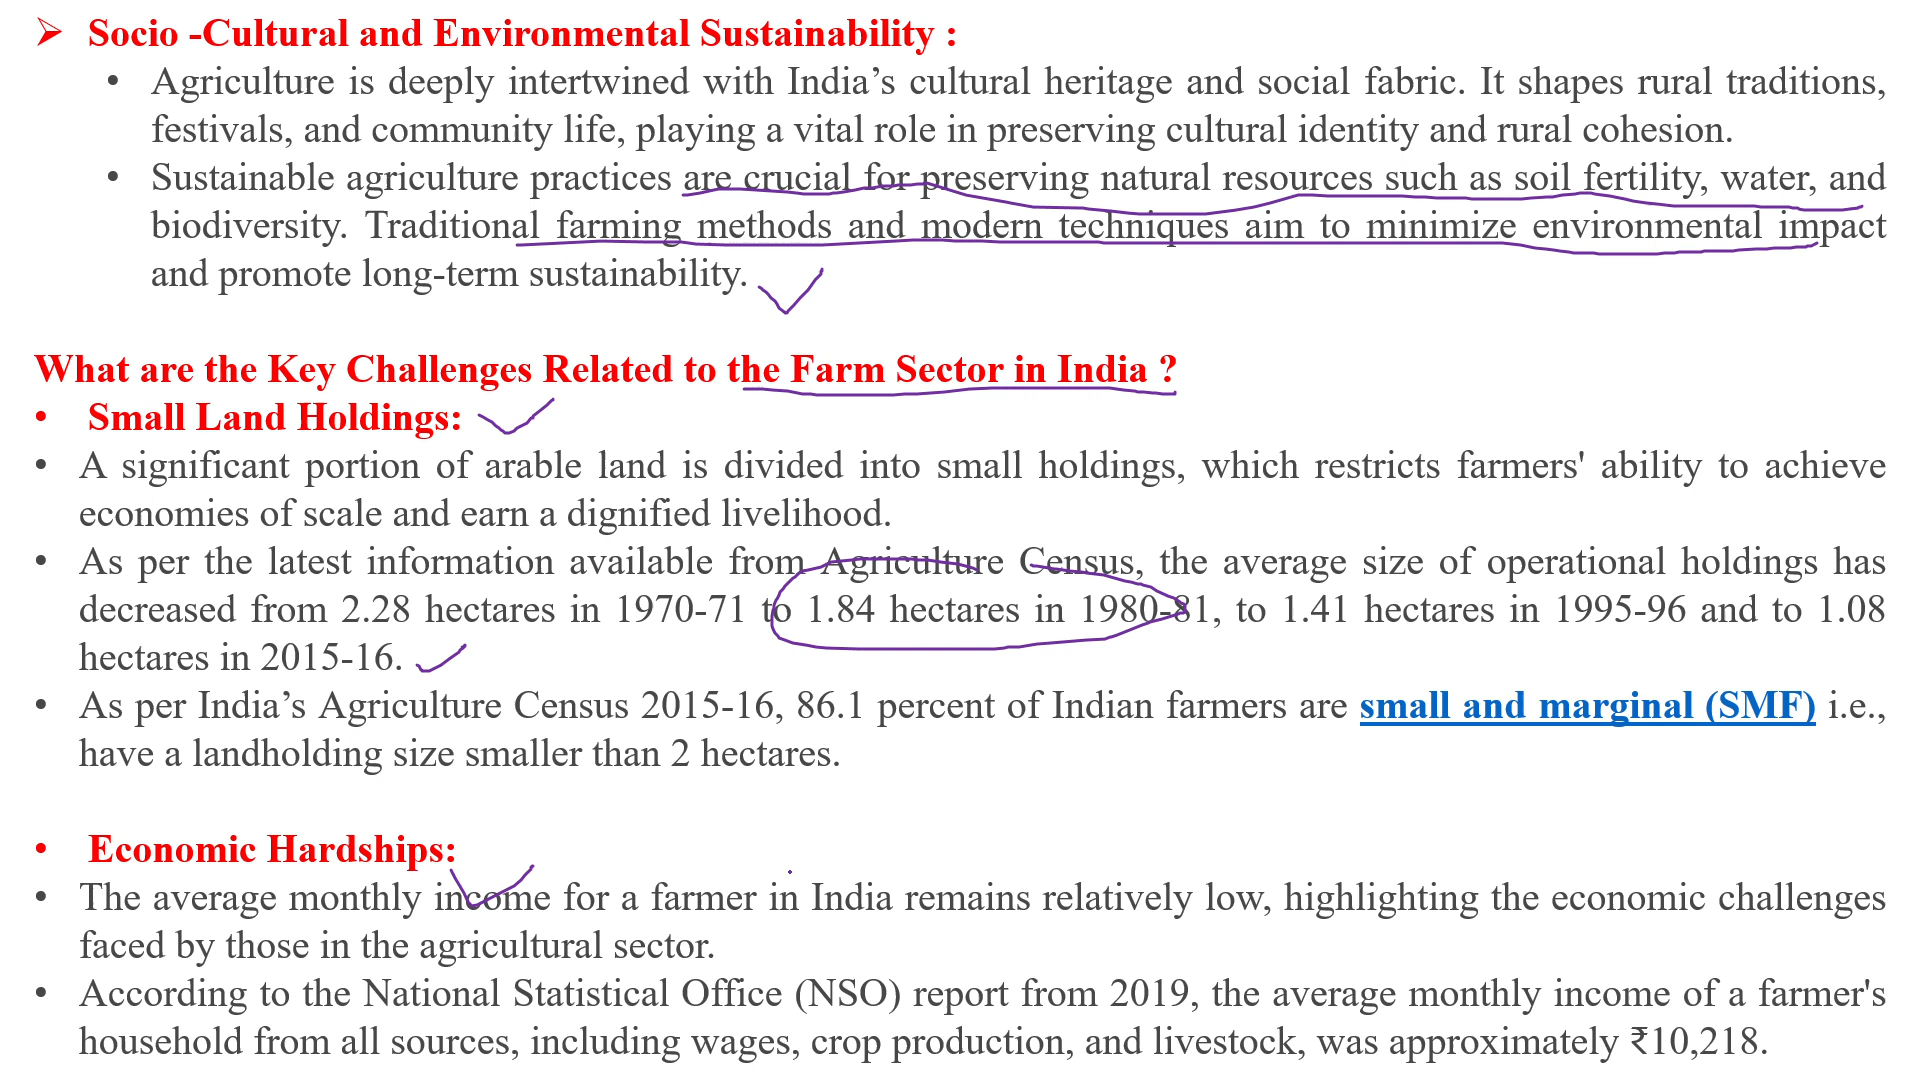 ➢ Socio -Cultural and Environmental Sustainability :
• Agriculture is deeply intertwined with India’s cultural heritage and social fabric. It shapes rural traditions,
festivals, and community life, playing a vital role in preserving cultural identity and rural cohesion.
• Sustainable agriculture practices are crucial for preserving natural resources such as soil fertility, water, and
biodiversity. Traditional farming methods and modern techniques aim to minimize environmental impact
and promote long-term sustainability.
What are the Key Challenges Related to the Farm Sector in India ?
• Small Land Holdings:
• A significant portion of arable land is divided into small holdings, which restricts farmers' ability to achieve
economies of scale and earn a dignified livelihood.
• As per the latest information available from Agriculture Census, the average size of operational holdings has
decreased from 2.28 hectares in 1970-71 to 1.84 hectares in 1980-81, to 1.41 hectares in 1995-96 and to 1.08
hectares in 2015-16.
• As per India’s Agriculture Census 2015-16, 86.1 percent of Indian farmers are small and marginal (SMF) i.e.,
have a landholding size smaller than 2 hectares.
• Economic Hardships:
• The average monthly income for a farmer in India remains relatively low, highlighting the economic challenges
faced by those in the agricultural sector.
• According to the National Statistical Office (NSO) report from 2019, the average monthly income of a farmer's
household from all sources, including wages, crop production, and livestock, was approximately ₹10,218.